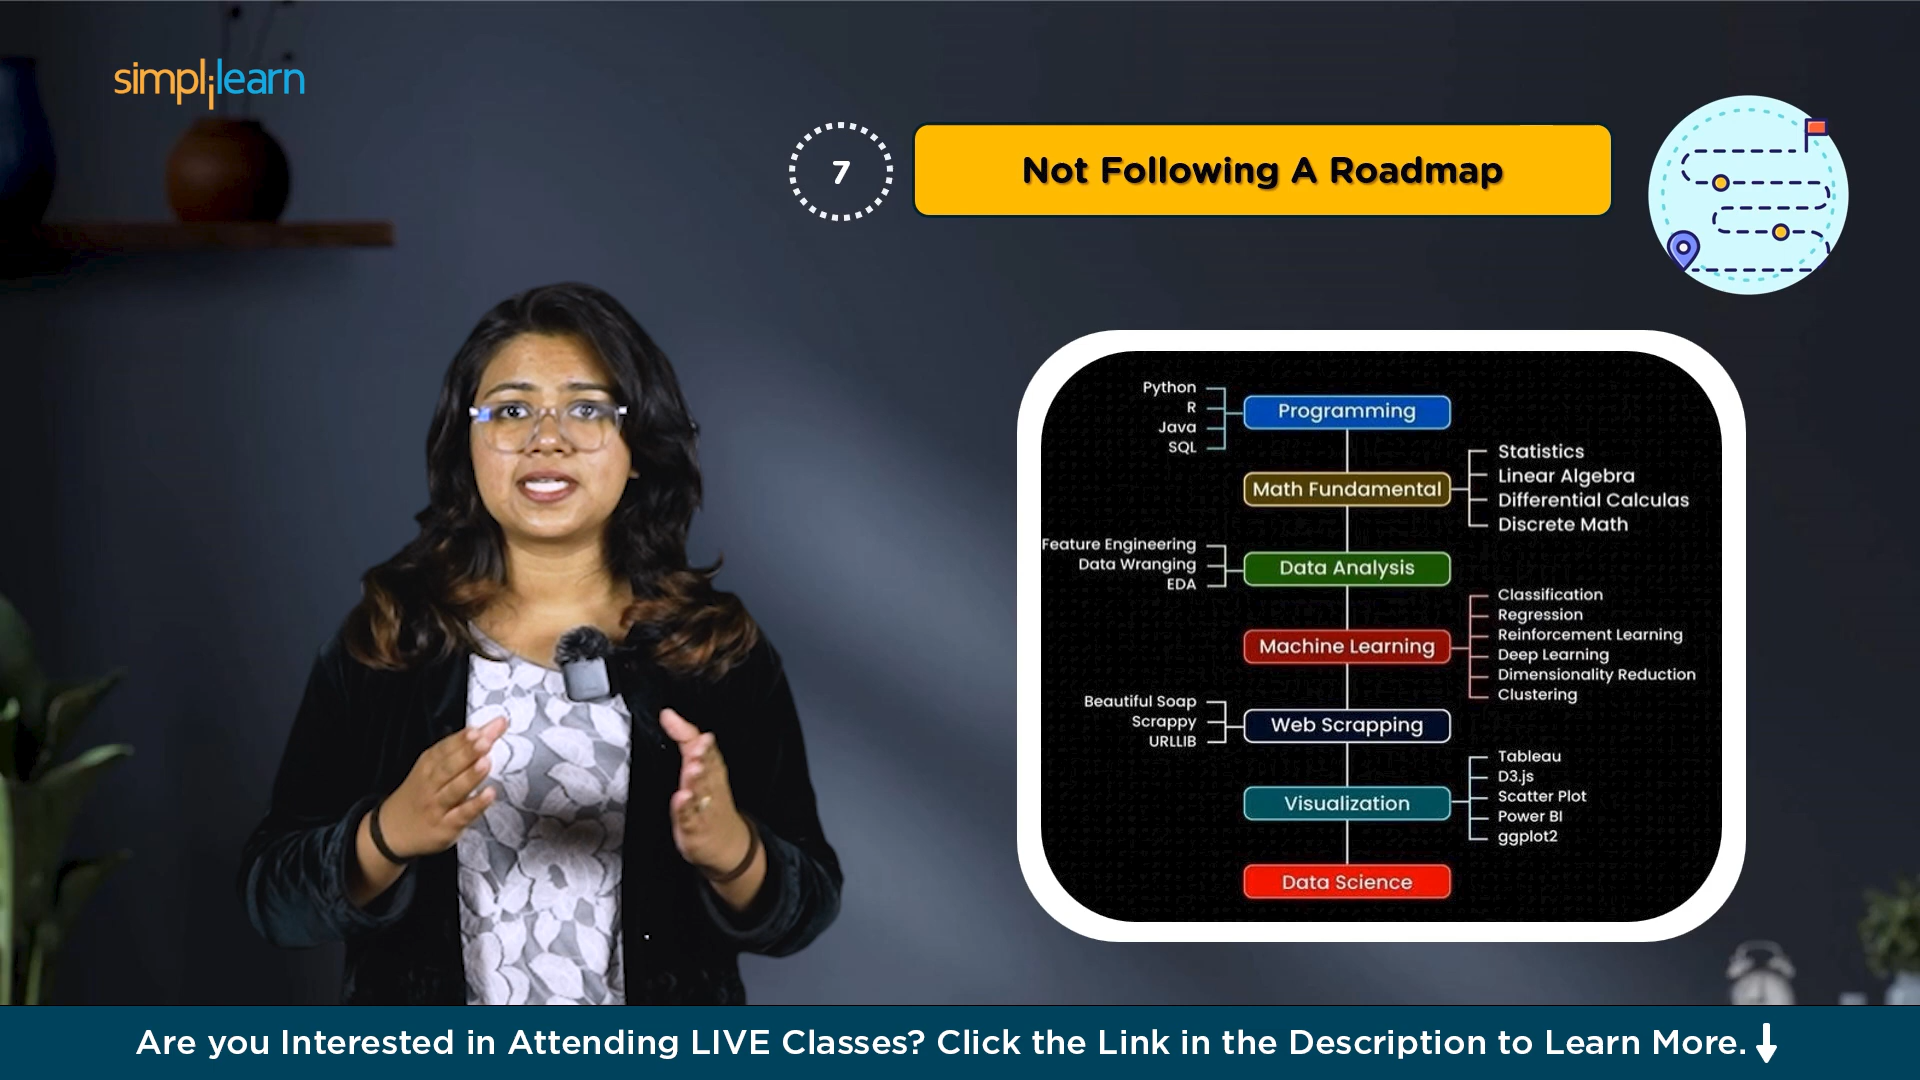 simplilearn
7
Not Following A Roadmap
Python
R
Java
SQL
Programming
Math Fundamental
Statistics
Linear Algebra
Differential Calculas
Discrete Math
Feature Engineering
Data Wranging
EDA
Data Analysis
Machine Learning
Classification
Regression
Reinforcement Learning
Deep Learning
Dimensionality Reduction
Clustering
Beautiful Soap
Scrappy
URLLIB
Web Scrapping
Visualization
Tableau
D3.js
Scatter Plot
Power BI
ggplot2
Data Science
Are you Interested in Attending LIVE Classes? Click the Link in the Description to Learn More.